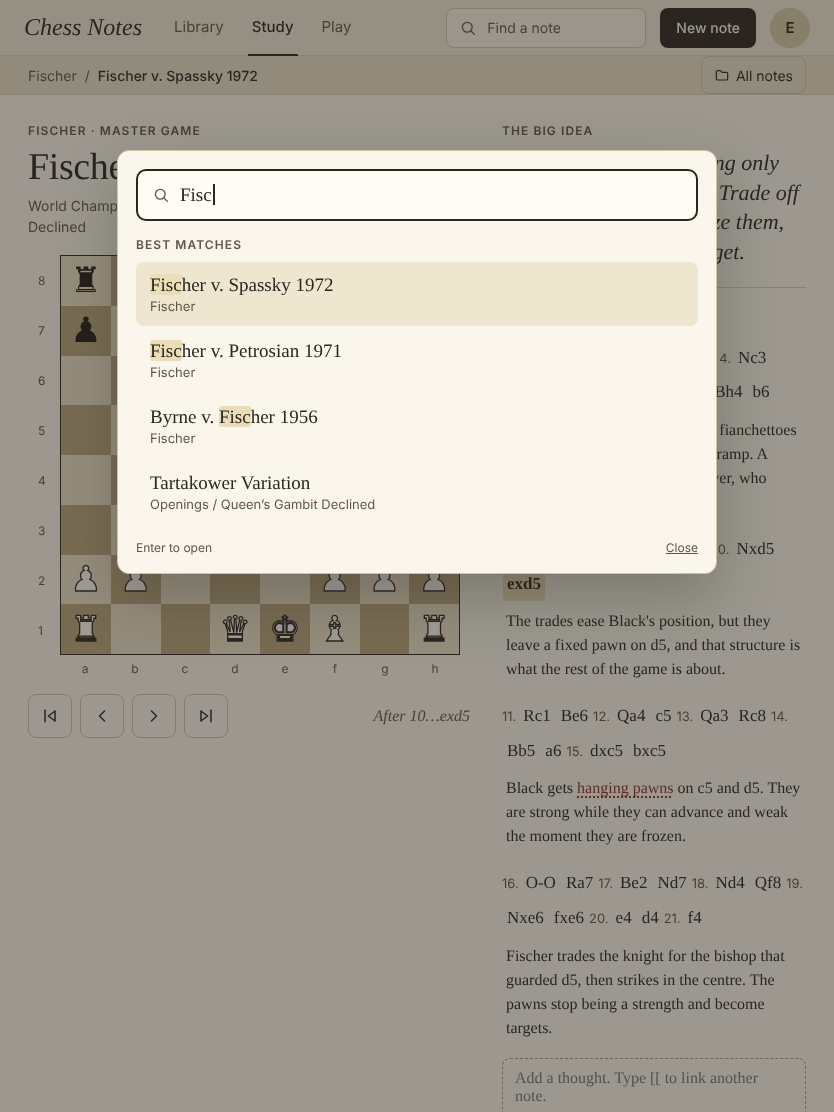 Chess Notes
Library
Study
Play
Find a note
New note
E
Fischer / Fischer v. Spassky 1972
All notes
FISCHER · MASTER GAME
Fische
World Champ
Declined
Fisc
BEST MATCHES
Fischer v. Spassky 1972
Fischer
Fischer v. Petrosian 1971
Fischer
Byrne v. Fischer 1956
Fischer
Tartakower Variation
Openings / Queen’s Gambit Declined
Enter to open
Close
8
7
6
5
4
3
2
1
a b c d e f g h
After 10…exd5
THE BIG IDEA
ng only
Trade off
ze them,
get.
4. Nc3
Bh4 b6
fianchettoes
ramp. A
ver, who
0. Nxd5
exd5
The trades ease Black's position, but they
leave a fixed pawn on d5, and that structure is
what the rest of the game is about.
11. Rc1 Be6 12. Qa4 c5 13. Qa3 Rc8 14.
Bb5 a6 15. dxc5 bxc5
Black gets hanging pawns on c5 and d5. They
are strong while they can advance and weak
the moment they are frozen.
16. O-O Ra7 17. Be2 Nd7 18. Nd4 Qf8 19.
Nxe6 fxe6 20. e4 d4 21. f4
Fischer trades the knight for the bishop that
guarded d5, then strikes in the centre. The
pawns stop being a strength and become
targets.
Add a thought. Type [[ to link another
note.